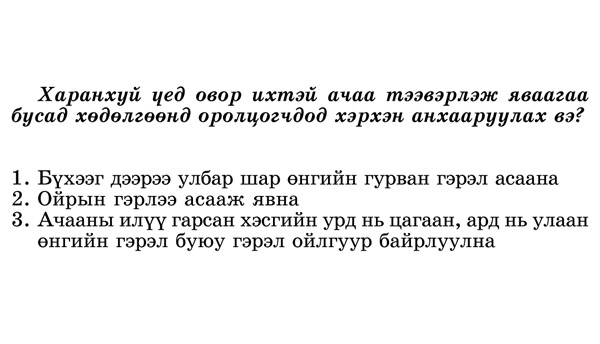 Харанхуй үед овор ихтэй ачаа тээвэрлэж яваагаа
бусад хөдөлгөөнд оролцогчдод хэрхэн анхааруулах вэ?
1. Бүхээг дээрээ улбар шар өнгийн гурван гэрэл асаана
2. Ойрын гэрлээ асааж явна
3. Ачааны илүү гарсан хэсгийн урд нь цагаан, ард нь улаан
өнгийн гэрэл буюу гэрэл ойлгуур байрлуулна